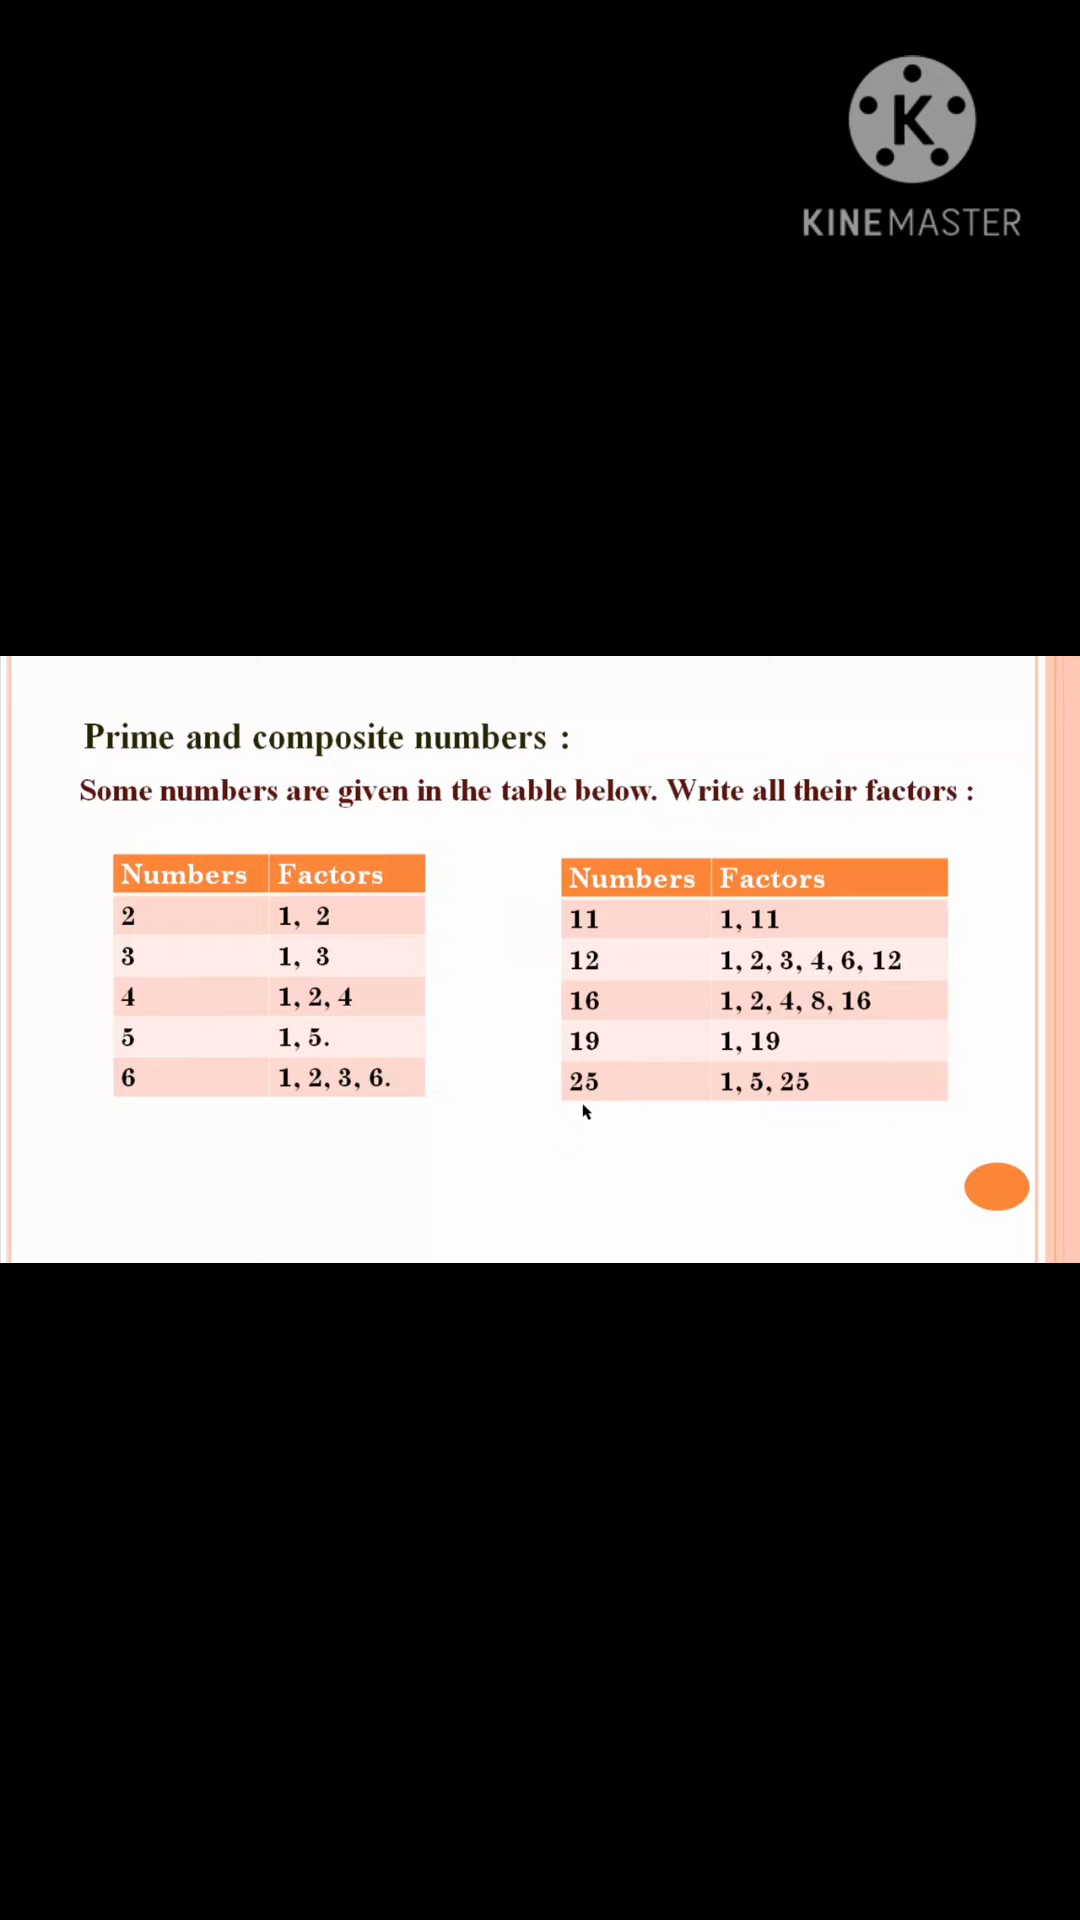 K
KINEMASTER
Prime and composite numbers :
Some numbers are given in the table below. Write all their factors :
Numbers Factors
2 1, 2
3 1, 3
4 1, 2, 4
5 1, 5.
6 1, 2, 3, 6.
Numbers Factors
11 1, 11
12 1, 2, 3, 4, 6, 12
16 1, 2, 4, 8, 16
19 1, 19
25 1, 5, 25